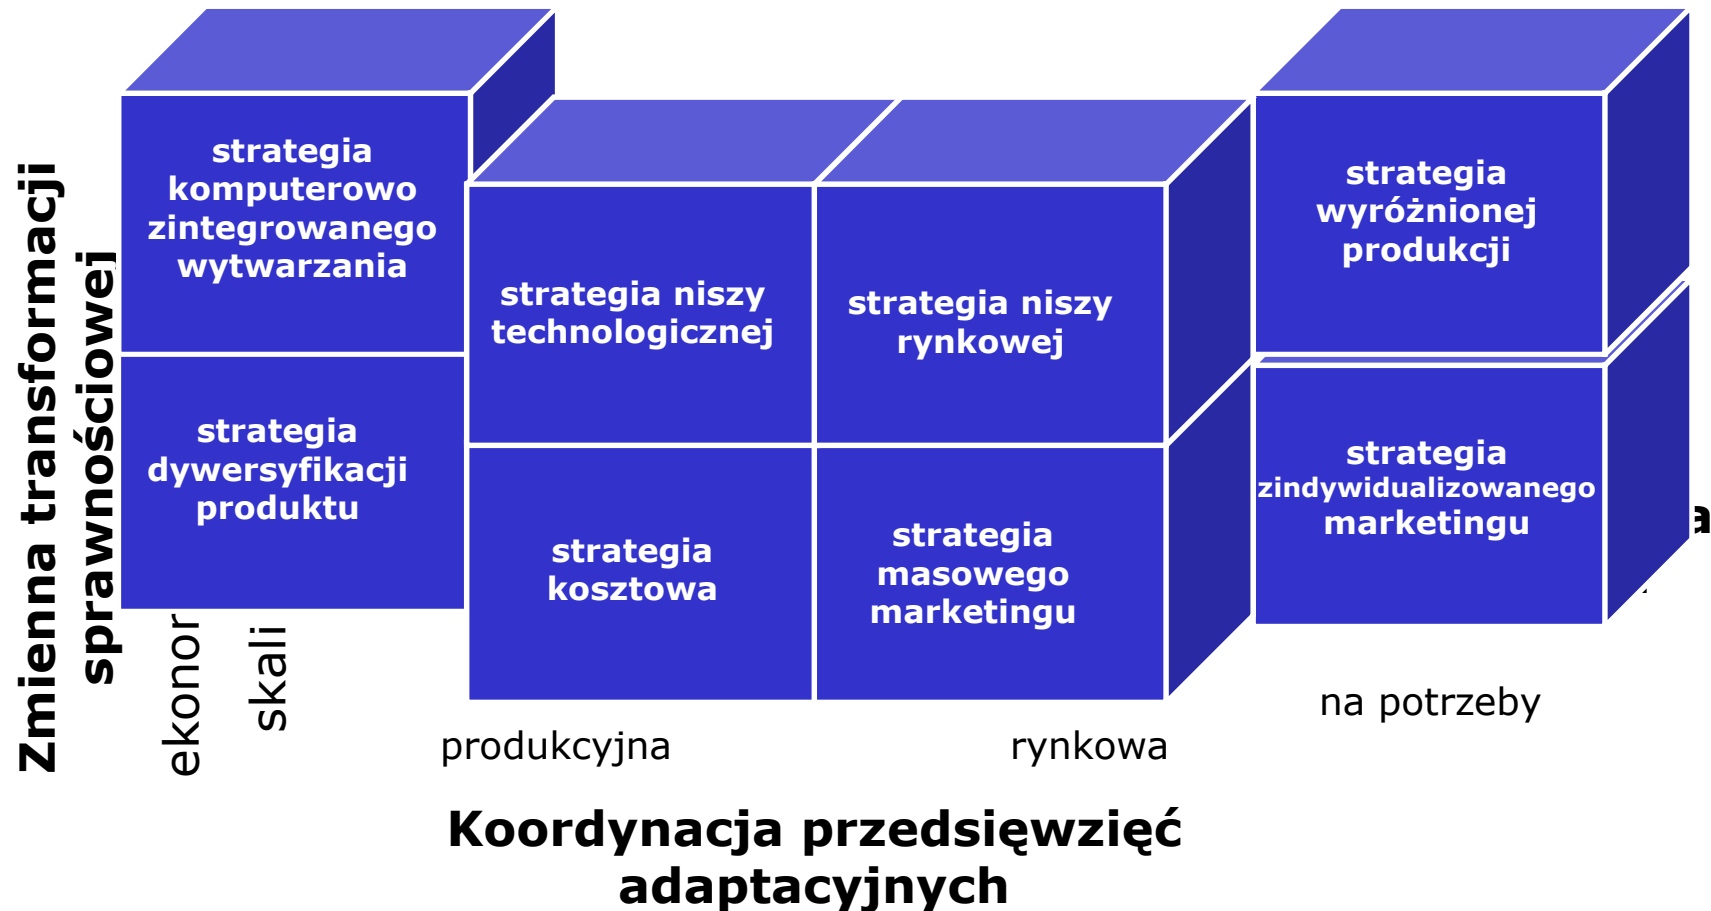 Zmienna transformacji
sprawnościowej
strategia
komputerowo
zintegrowanego
wytwarzania
strategia
dywersyfikacji
produktu
strategia niszy
technologicznej
strategia niszy
rynkowej
strategia
kosztowa
strategia
masowego
marketingu
strategia
wyróżnionej
produkcji
strategia
zindywidualizowanego
marketingu
a
ekonor
skali
produkcyjna
rynkowa
na potrzeby
Koordynacja przedsięwzięć
adaptacyjnych